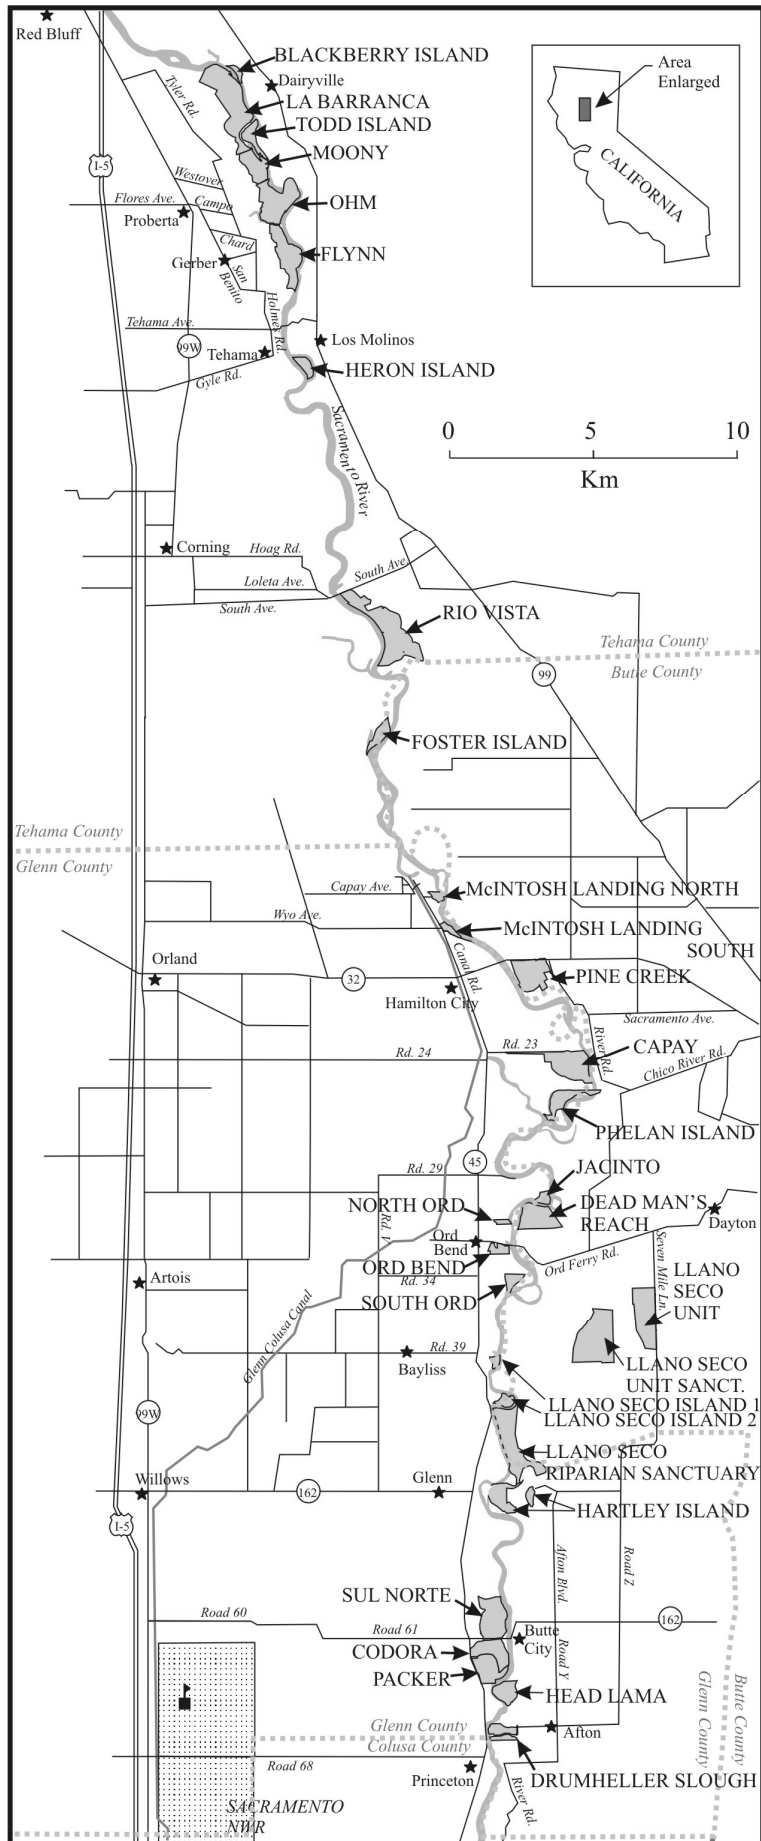 Red Bluff
BLACKBERRY ISLAND
Dairyville
LA BARRANCA
TODD ISLAND
MOONY
Tyler Rd.
Area
Enlarged
CALIFORNIA
I-5
Westover
Flores Ave.
Campo
OHM
Proberta
Chard
FLYNN
Gerber
San
Benito
Holmes Rd.
Tehama Ave.
Los Molinos
99W
Tehama
Gyle Rd.
HERON ISLAND
Sacramento River
0 5 10
Km
Corning
Hoag Rd.
South Ave.
Loleta Ave.
South Ave.
RIO VISTA
Tehama County
Butte County
99
FOSTER ISLAND
Tehama County
Glenn County
Capay Ave.
McINTOSH LANDING NORTH
Wyo Ave.
McINTOSH LANDING
SOUTH
Canal Rd.
Orland
32
PINE CREEK
Hamilton City
Sacramento Ave.
River Rd.
Rd. 23
CAPAY
Rd. 24
Chico River Rd.
PHELAN ISLAND
45
JACINTO
Rd. 29
NORTH ORD
DEAD MAN'S
REACH
Dayton
Rd. V
Ord
Bend
ORD BEND
Ord Ferry Rd.
Seven Mile Ln.
LLANO
SECO
UNIT
Artois
Rd. 34
SOUTH ORD
Glenn Colusa Canal
Rd. 39
Bayliss
LLANO SECO
UNIT SANCT.
LLANO SECO ISLAND 1
LLANO SECO ISLAND 2
99W
LLANO SECO
RIPARIAN SANCTUARY
Willows
162
Glenn
HARTLEY ISLAND
I-5
Afton Blvd.
Road Z
SUL NORTE
Road 60
Road 61
162
Butte
City
CODORA
Road Y
PACKER
HEAD LAMA
Glenn County
Butte County
Glenn County
Colusa County
Afton
Road 68
Princeton
DRUMHELLER SLOUGH
River Rd.
SACRAMENTO
NWR